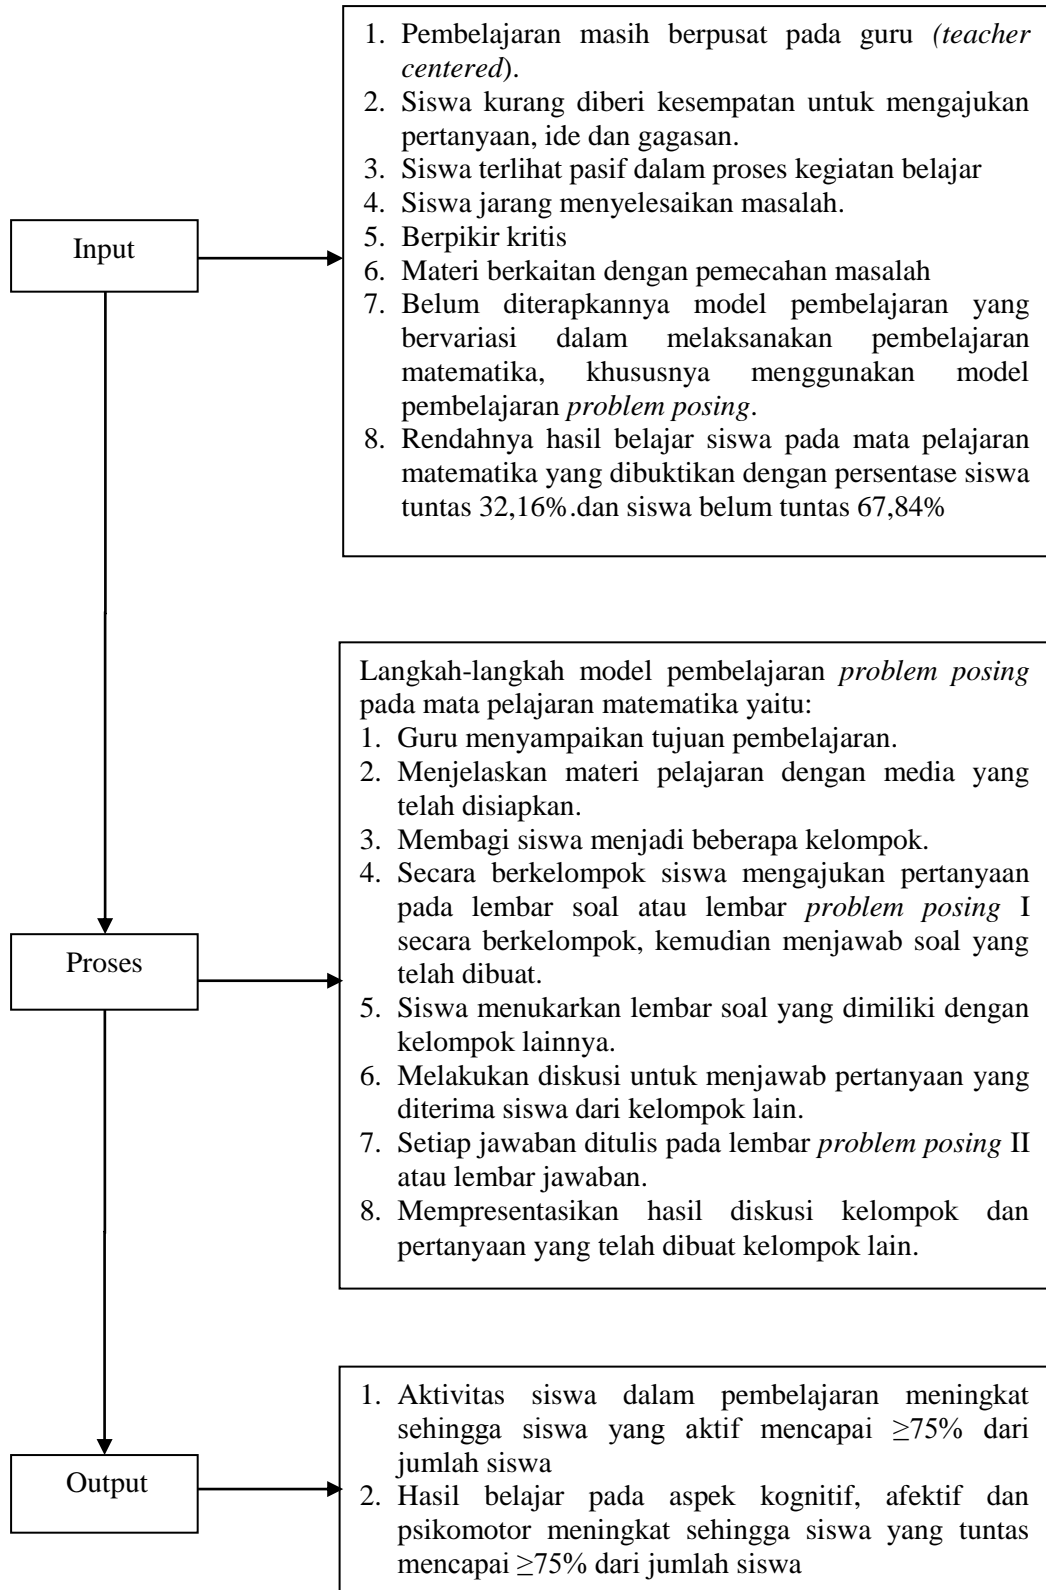 Input
1. Pembelajaran masih berpusat pada guru (teacher
centered).
2. Siswa kurang diberi kesempatan untuk mengajukan
pertanyaan, ide dan gagasan.
3. Siswa terlihat pasif dalam proses kegiatan belajar
4. Siswa jarang menyelesaikan masalah.
5. Berpikir kritis
6. Materi berkaitan dengan pemecahan masalah
7. Belum diterapkannya model pembelajaran yang
bervariasi dalam melaksanakan pembelajaran
matematika, khususnya menggunakan model
pembelajaran problem posing.
8. Rendahnya hasil belajar siswa pada mata pelajaran
matematika yang dibuktikan dengan persentase siswa
tuntas 32,16%.dan siswa belum tuntas 67,84%
Proses
Langkah-langkah model pembelajaran problem posing
pada mata pelajaran matematika yaitu:
1. Guru menyampaikan tujuan pembelajaran.
2. Menjelaskan materi pelajaran dengan media yang
telah disiapkan.
3. Membagi siswa menjadi beberapa kelompok.
4. Secara berkelompok siswa mengajukan pertanyaan
pada lembar soal atau lembar problem posing I
secara berkelompok, kemudian menjawab soal yang
telah dibuat.
5. Siswa menukarkan lembar soal yang dimiliki dengan
kelompok lainnya.
6. Melakukan diskusi untuk menjawab pertanyaan yang
diterima siswa dari kelompok lain.
7. Setiap jawaban ditulis pada lembar problem posing II
atau lembar jawaban.
8. Mempresentasikan hasil diskusi kelompok dan
pertanyaan yang telah dibuat kelompok lain.
Output
1. Aktivitas siswa dalam pembelajaran meningkat
sehingga siswa yang aktif mencapai ≥75% dari
jumlah siswa
2. Hasil belajar pada aspek kognitif, afektif dan
psikomotor meningkat sehingga siswa yang tuntas
mencapai ≥75% dari jumlah siswa